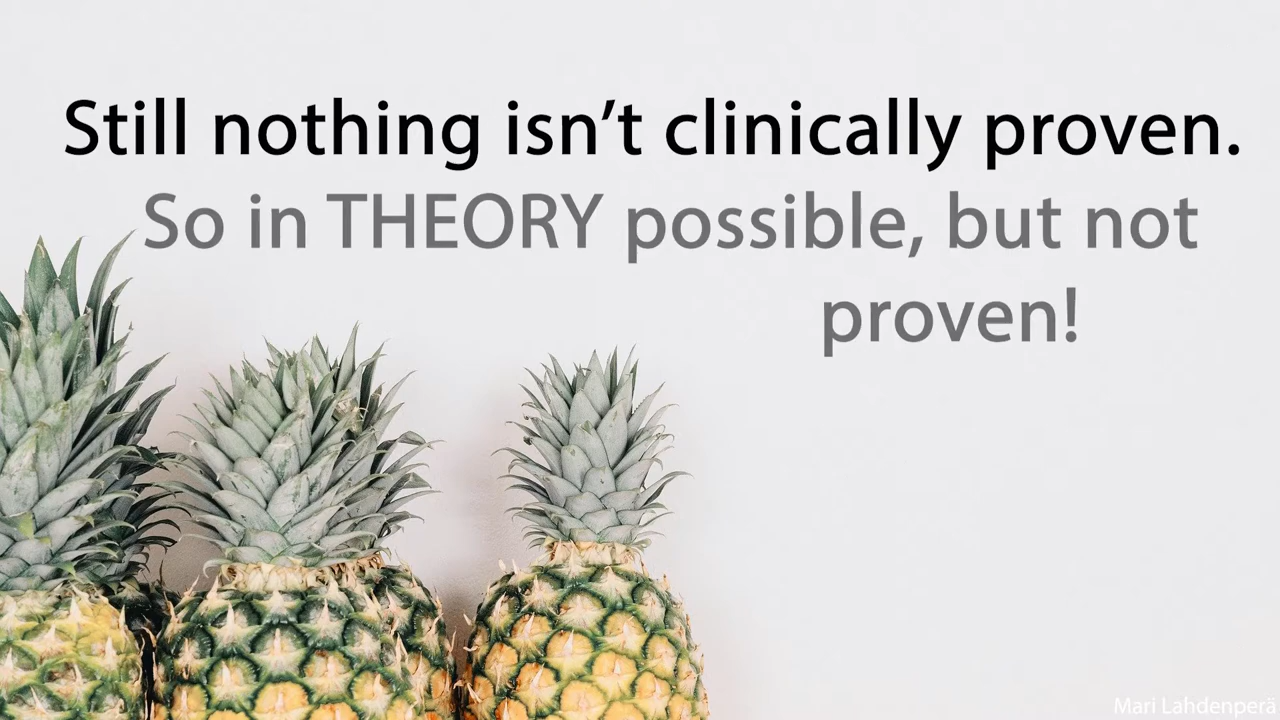 Still nothing isn’t clinically proven.
So in THEORY possible, but not
proven!
Mari Lahdenperä